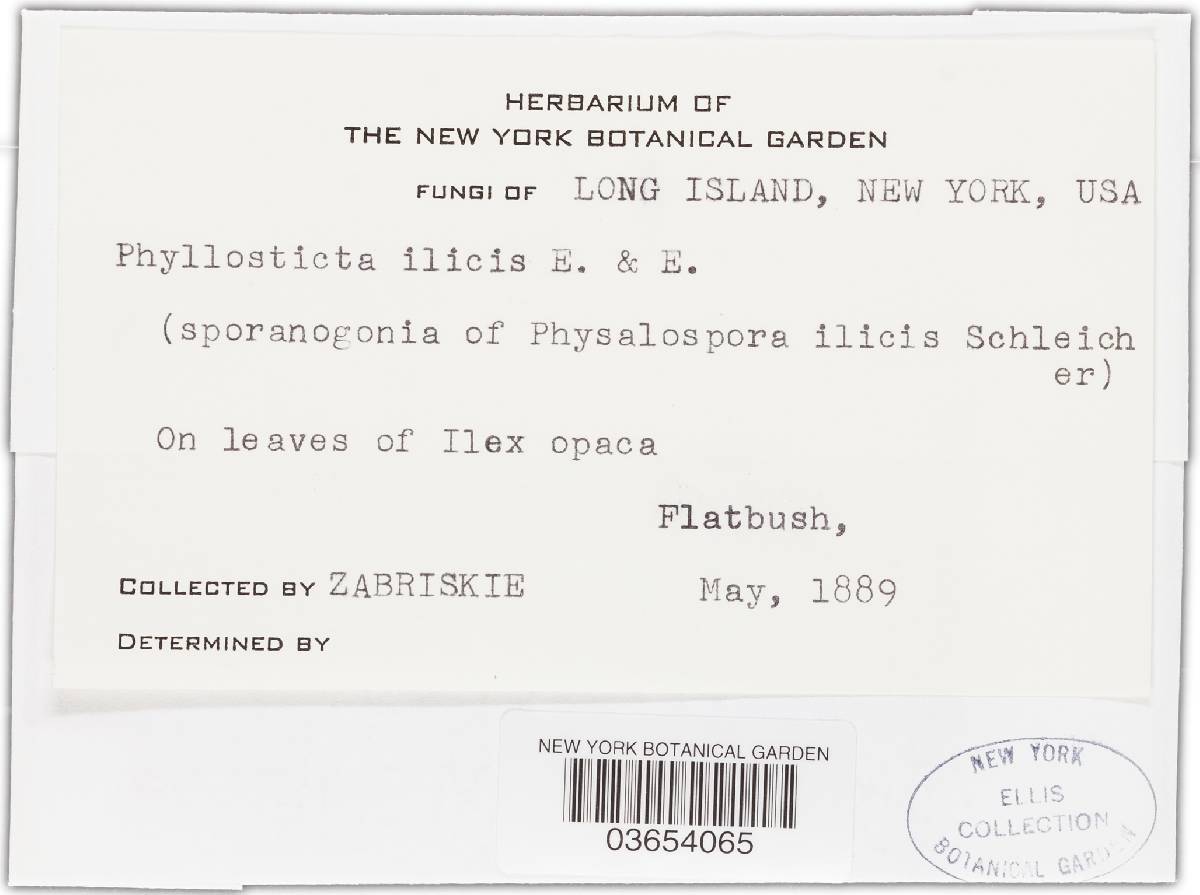 HERBARIUM OF
THE NEW YORK BOTANICAL GARDEN
FUNGI OF LONG ISLAND, NEW YORK, USA
Phyllosticta ilicis E. & E.
(sporanogonia of Physalospora ilicis Schleich
er)
On leaves of Ilex opaca
Flatbush,
COLLECTED BY ZABRISKIE May, 1889
DETERMINED BY
NEW YORK BOTANICAL GARDEN
03654065
NEW YORK
ELLIS
COLLECTION
BOTANICAL GARDEN